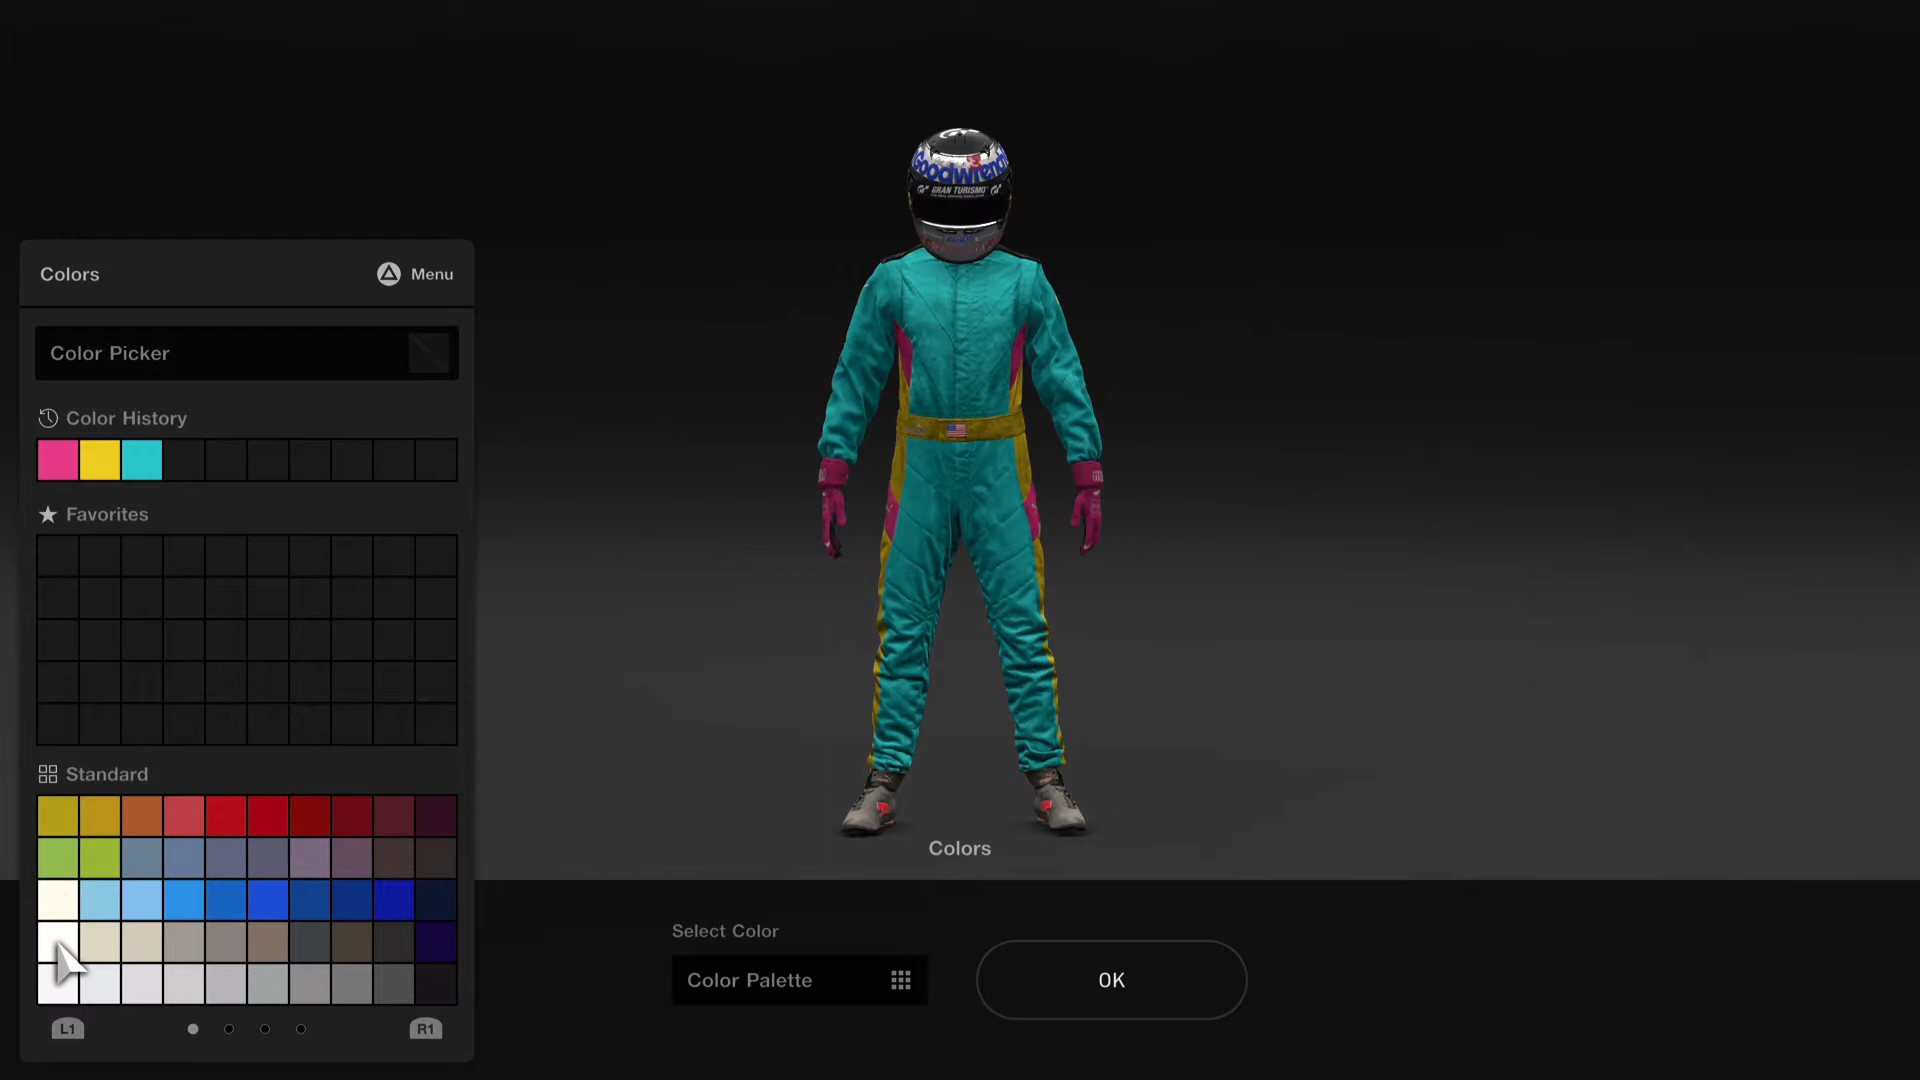 Colors
Menu
Color Picker
Color History
Favorites
Standard
L1
R1
Goodwrench
GRAN TURISMO
Colors
Select Color
Color Palette
OK